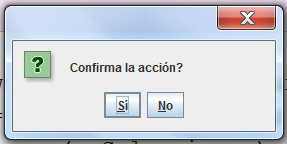 Confirma la acción?
Sí No